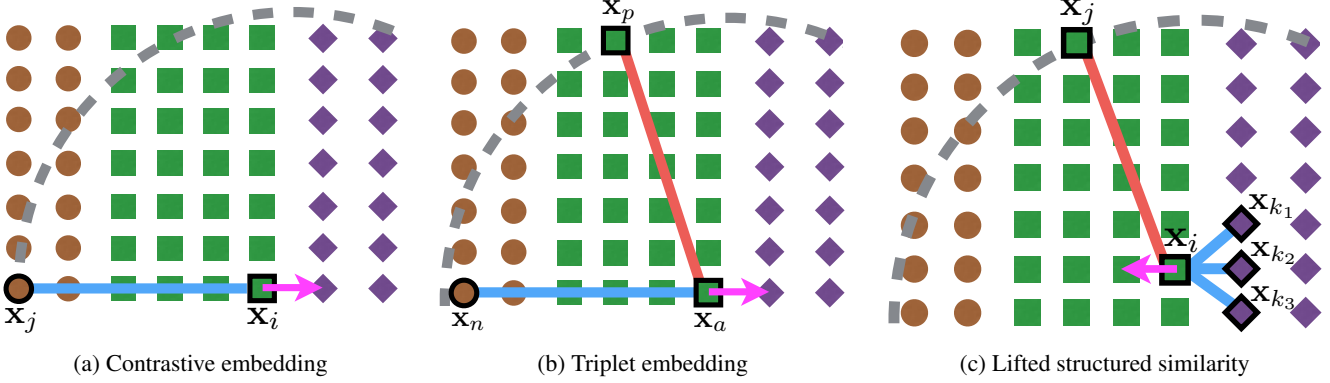 x_p
x_j
x_{k_1}
x_i
x_{k_2}
x_{k_3}
x_j
x_i
x_n
x_a
(a) Contrastive embedding
(b) Triplet embedding
(c) Lifted structured similarity